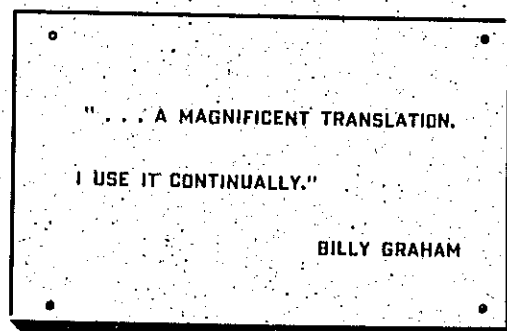 ". . . A MAGNIFICENT TRANSLATION.
I USE IT CONTINUALLY."
BILLY GRAHAM